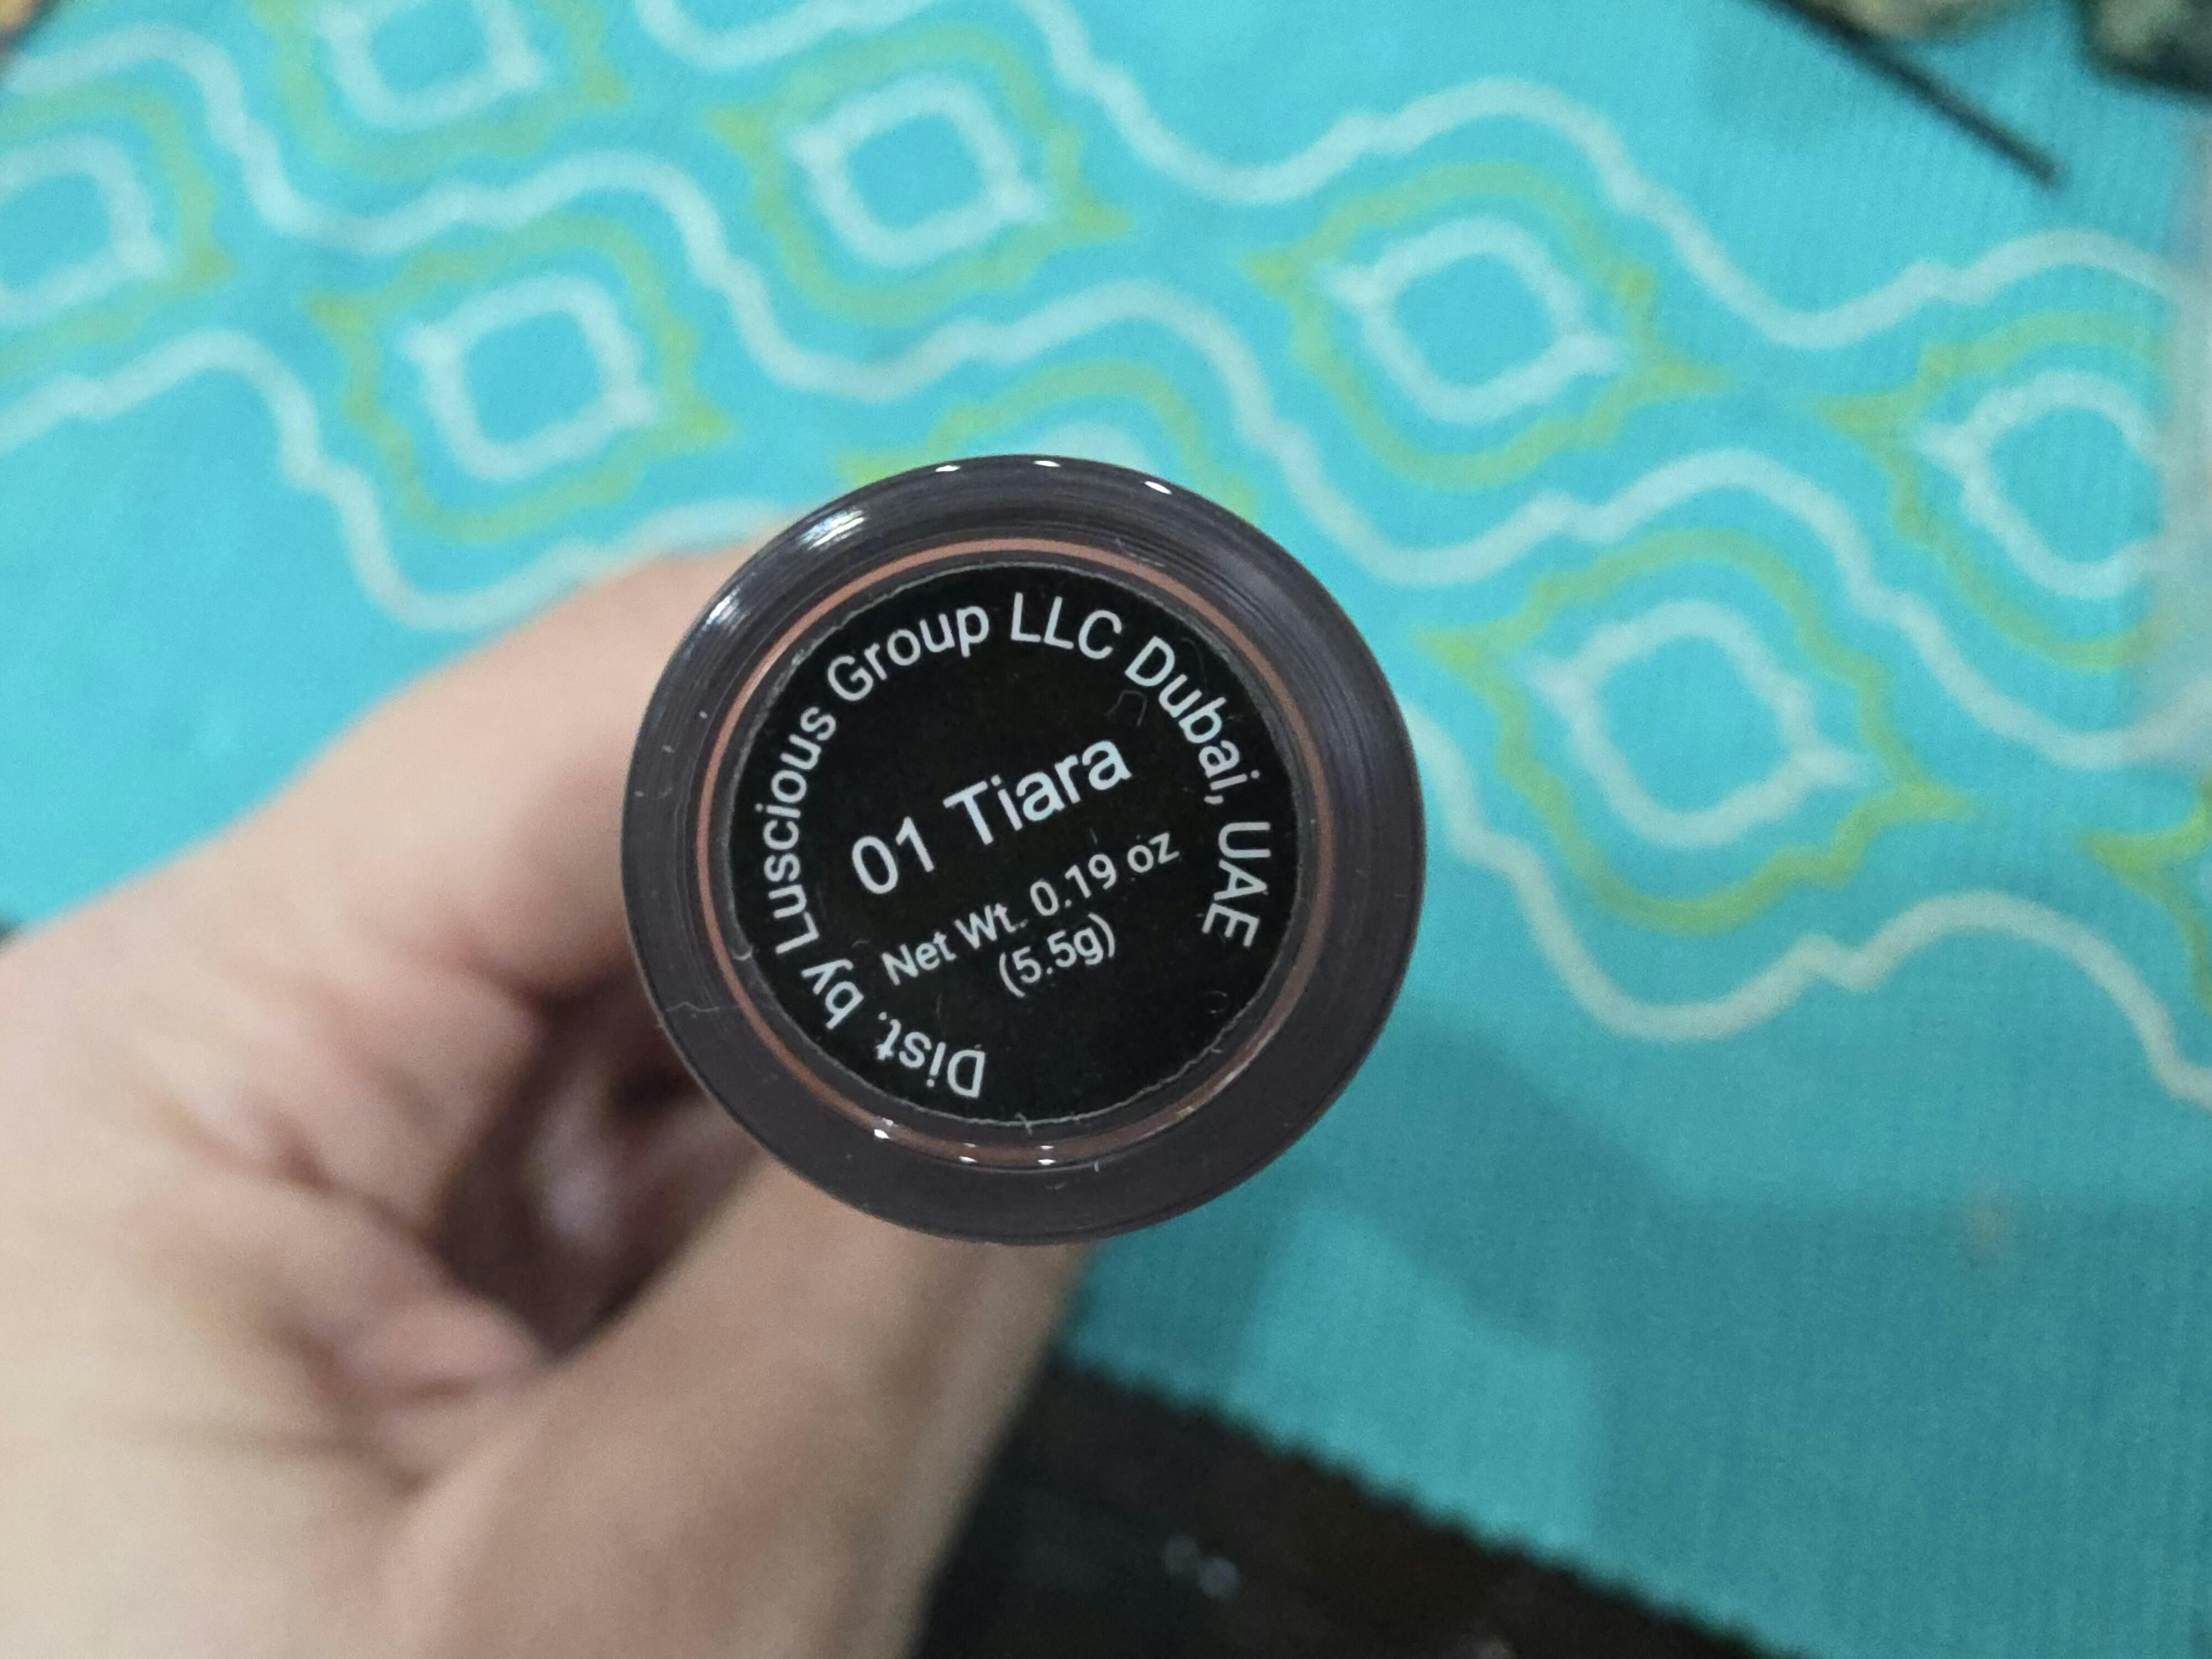 Dist. by Luscious Group LLC Dubai, UAE
01 Tiara
Net Wt. 0.19 oz
(5.5g)